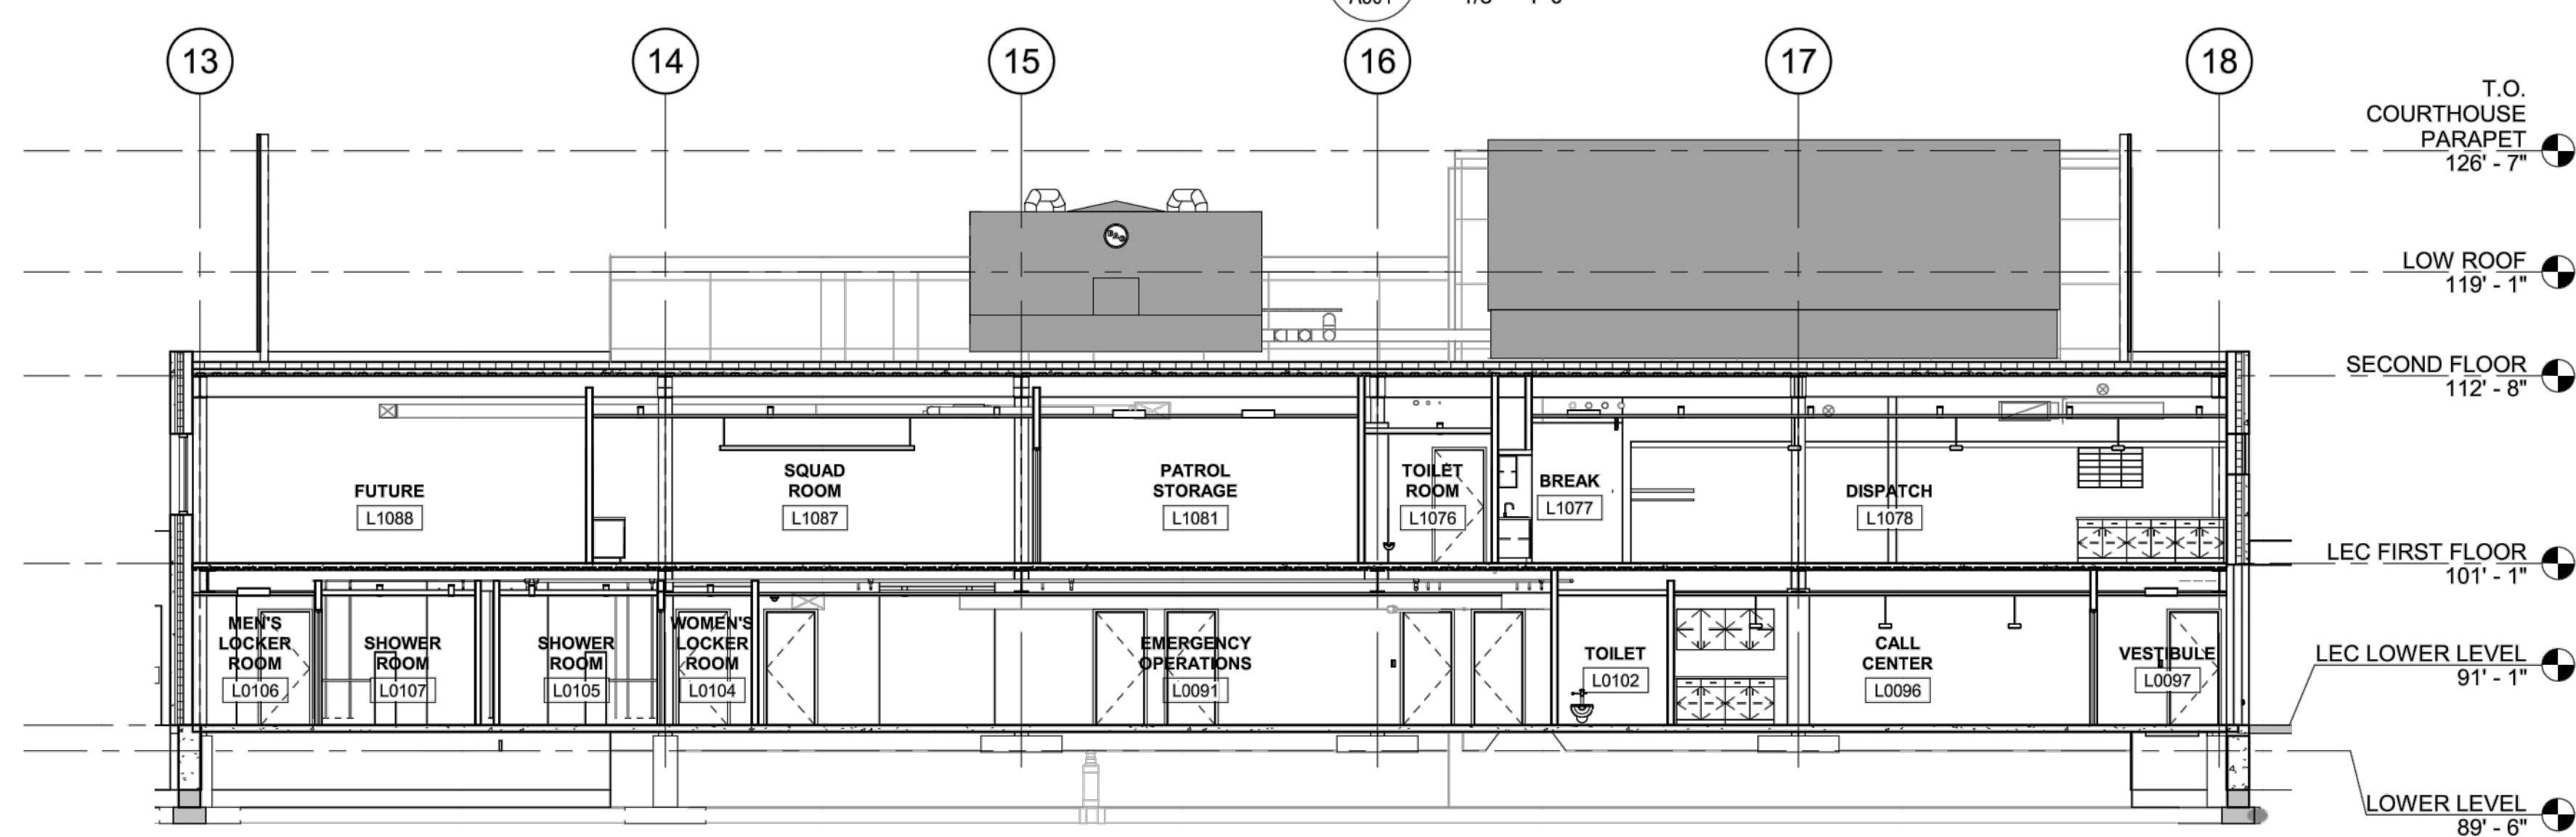 13
14
15
16
17
18
T.O.
COURTHOUSE
PARAPET
126' - 7"
LOW ROOF
119' - 1"
SECOND FLOOR
112' - 8"
FUTURE
L1088
SQUAD
ROOM
L1087
PATROL
STORAGE
L1081
TOILET
ROOM
L1076
BREAK
L1077
DISPATCH
L1078
LEC FIRST FLOOR
101' - 1"
MEN'S
LOCKER
ROOM
L0106
SHOWER
ROOM
L0107
SHOWER
ROOM
L0105
WOMEN'S
LOCKER
ROOM
L0104
EMERGENCY
OPERATIONS
L0091
TOILET
L0102
CALL
CENTER
L0096
VESTIBULE
L0097
LEC LOWER LEVEL
91' - 1"
LOWER LEVEL
89' - 6"